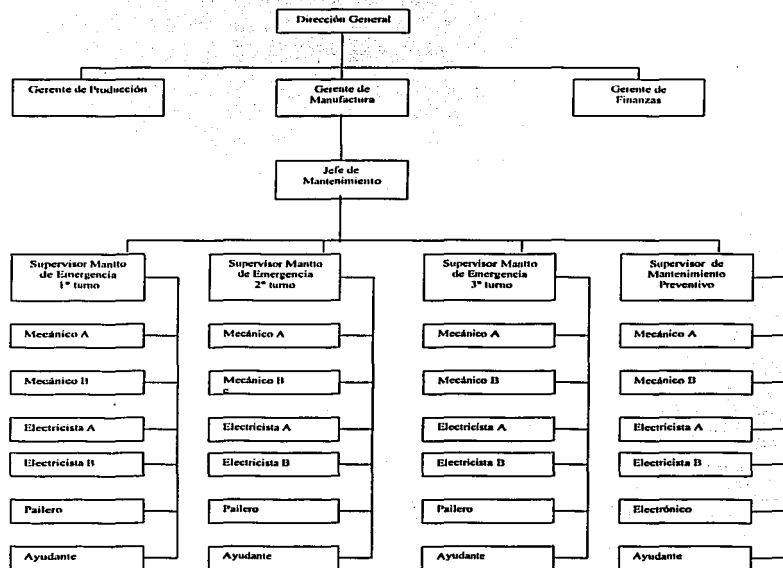 Dirección General
Gerente de Producción
Gerente de
Manufactura
Gerente de
Finanzas
Jefe de
Mantenimiento
Supervisor Mantto
de Emergencia
1º turno
Mecánico A
Mecánico B
Electricista A
Electricista B
Pailero
Ayudante
Supervisor Mantto
de Emergencia
2º turno
Mecánico A
Mecánico B
c
Electricista A
Electricista B
Pailero
Ayudante
Supervisor Mantto
de Emergencia
3º turno
Mecánico A
Mecánico B
Electricista A
Electricista B
Pailero
Ayudante
Supervisor de
Mantenimiento
Preventivo
Mecánico A
Mecánico B
Electricista A
Electricista B
Electrónico
Ayudante